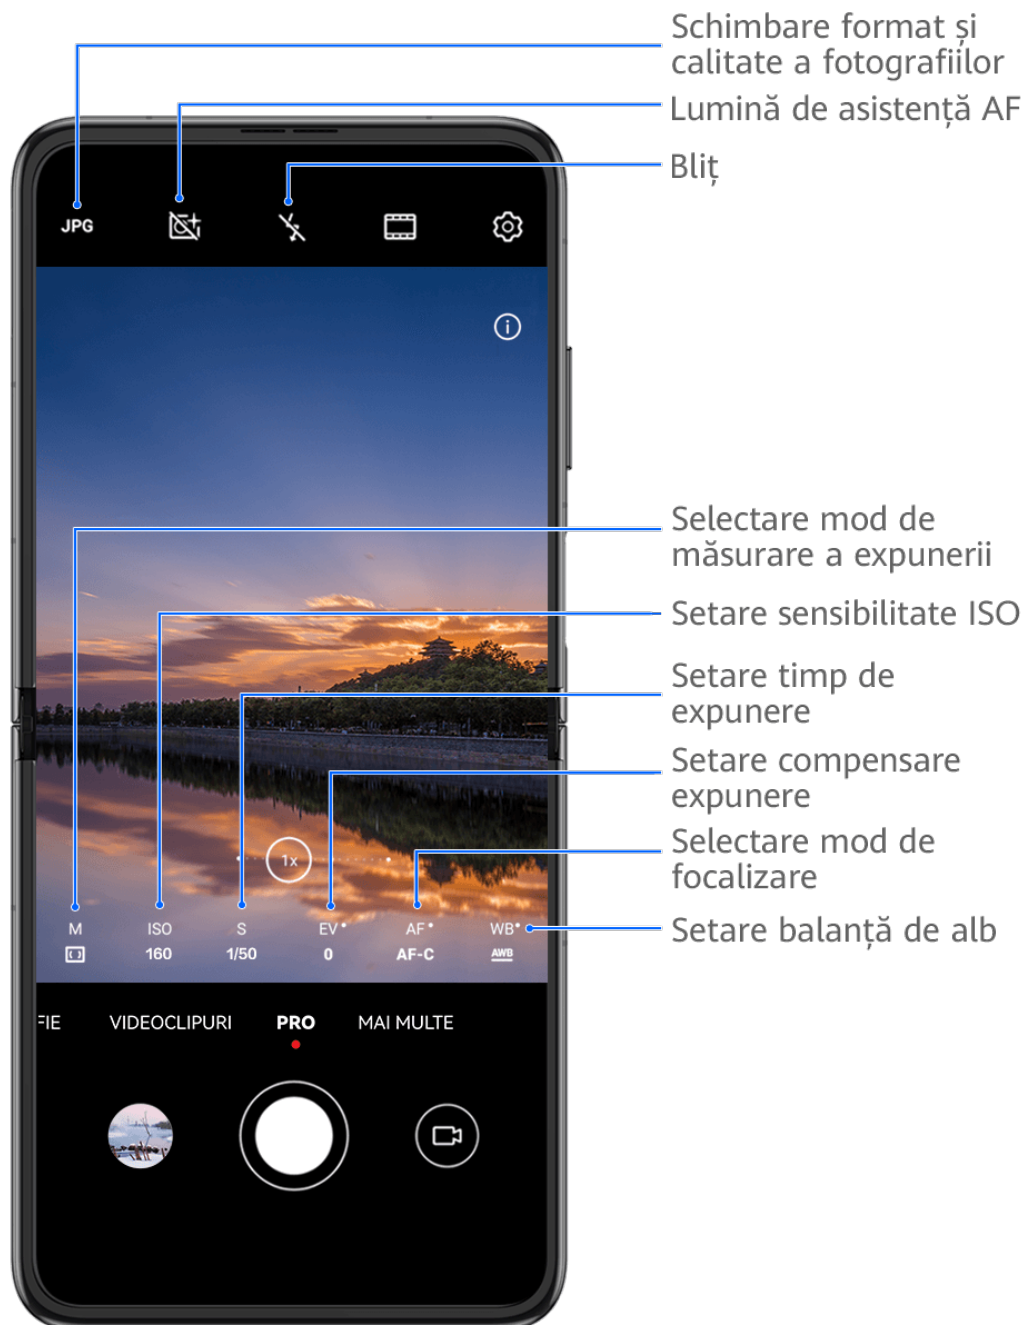 Schimbare format și
calitate a fotografiilor
Lumină de asistență AF
Bliț
JPG
Selectare mod de
măsurare a expunerii
Setare sensibilitate ISO
Setare timp de
expunere
Setare compensare
expunere
1x
Selectare mod de
focalizare
M ISO S EV AF WB
Setare balanță de alb
160 1/50 0 AF-C AWB
FIE VIDEOCLIPURI PRO MAI MULTE